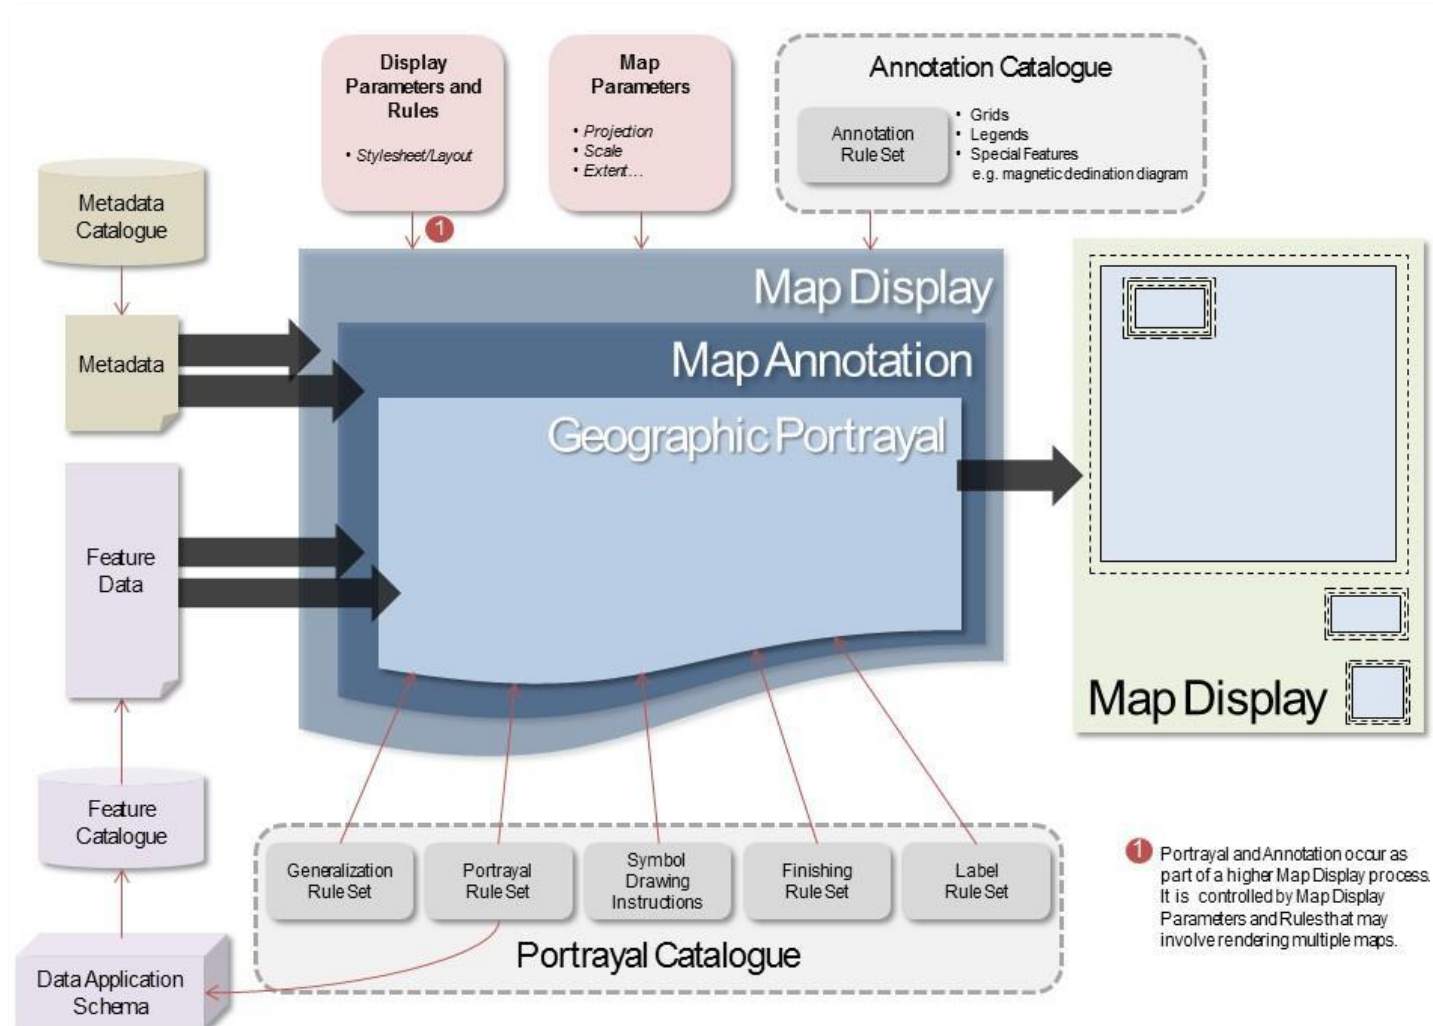 Display
Parameters and
Rules
• Stylesheet/Layout
Map
Parameters
• Projection
• Scale
• Extent…
Annotation Catalogue
Annotation
Rule Set
• Grids
• Legends
• Special Features
e.g. magnetic declination diagram
Metadata
Catalogue
1
Metadata
Map Display
Map Annotation
Geographic Portrayal
Feature
Data
Map Display
Feature
Catalogue
Generalization
Rule Set
Portrayal
Rule Set
Symbol
Drawing
Instructions
Finishing
Rule Set
Label
Rule Set
Portrayal Catalogue
Data Application
Schema
1 Portrayal and Annotation occur as
part of a higher Map Display process.
It is controlled by Map Display
Parameters and Rules that may
involve rendering multiple maps.